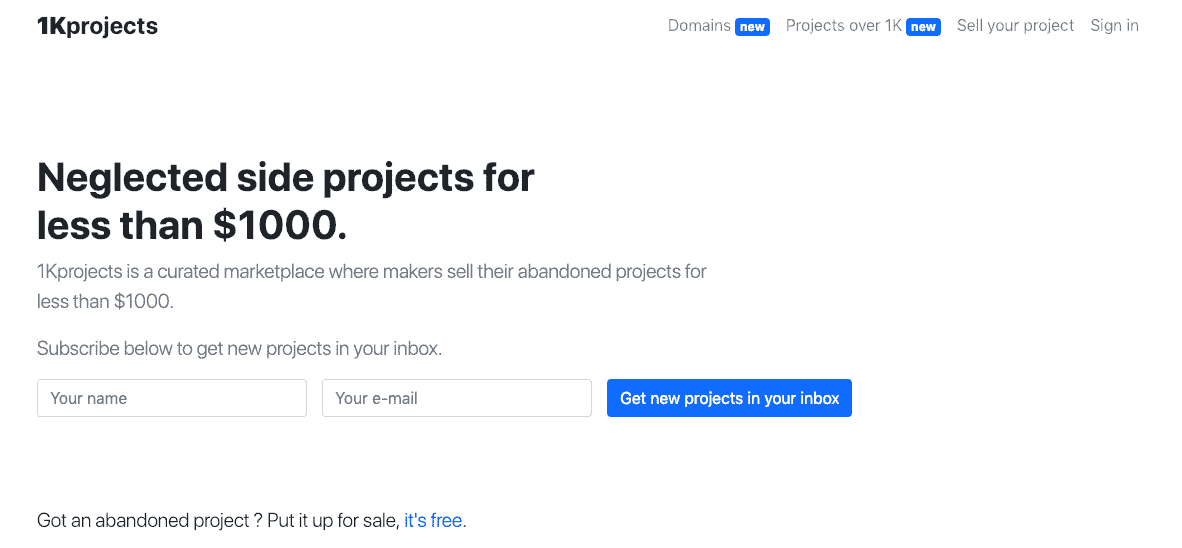 1Kprojects
Domains new Projects over 1K new Sell your project Sign in
Neglected side projects for
less than $1000.
1Kprojects is a curated marketplace where makers sell their abandoned projects for
less than $1000.
Subscribe below to get new projects in your inbox.
Your name Your e-mail Get new projects in your inbox
Got an abandoned project ? Put it up for sale, it's free.